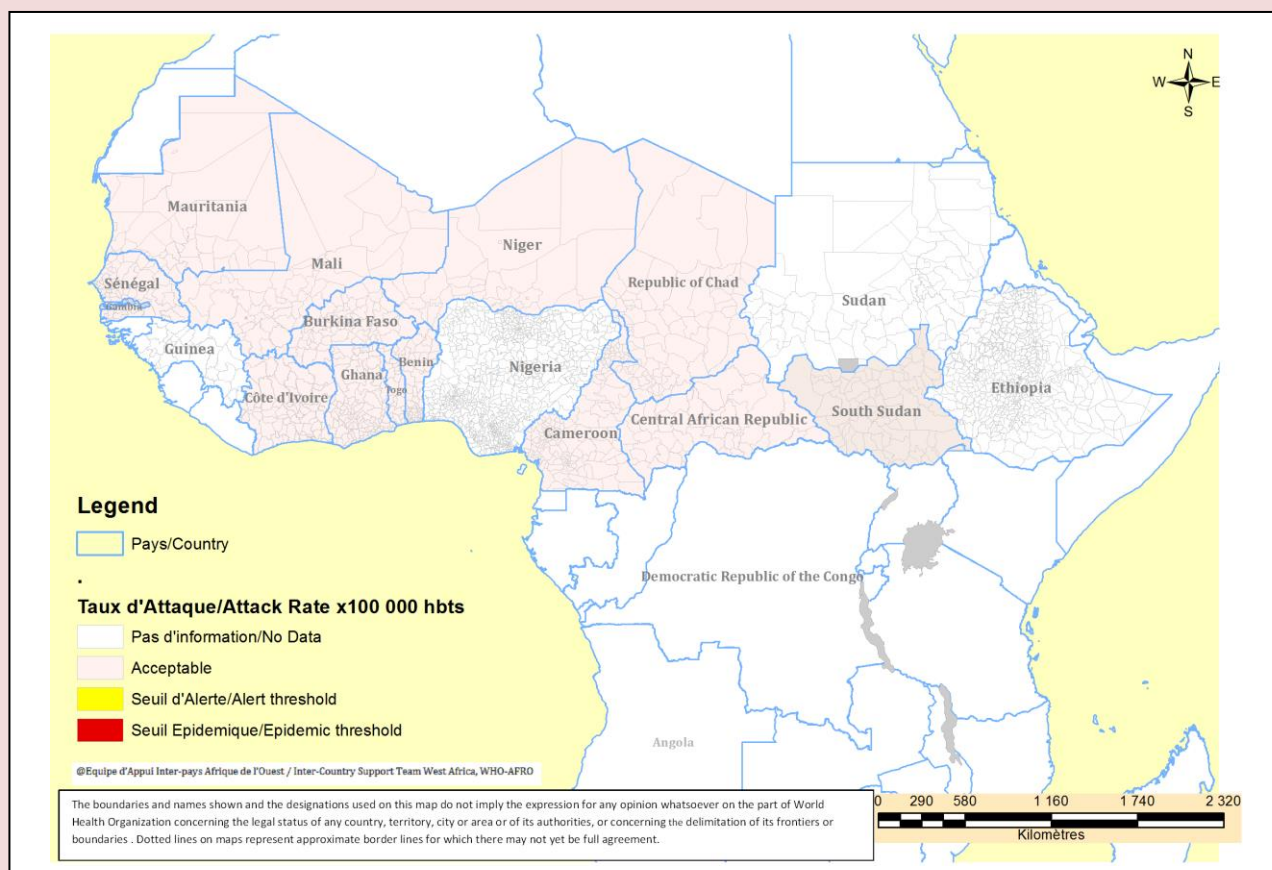 N
W E
S
Mauritania
Mali
Niger
Republic of Chad
Sudan
Sénégal
Gambia
Burkina Faso
Guinea
Benin
Nigeria
Ghana
Togo
Côte d'Ivoire
Ethiopia
South Sudan
Central African Republic
Cameroon
Democratic Republic of the Congo
Angola
Legend
Pays/Country
.
Taux d'Attaque/Attack Rate x100 000 hbts
Pas d'information/No Data
Acceptable
Seuil d'Alerte/Alert threshold
Seuil Epidemique/Epidemic threshold
@Equipe d'Appui Inter-pays Afrique de l'Ouest / Inter-Country Support Team West Africa, WHO-AFRO
The boundaries and names shown and the designations used on this map do not imply the expression for any opinion whatsoever on the part of World
Health Organization concerning the legal status of any country, territory, city or area or of its authorities, or concerning the delimitation of its frontiers or
boundaries . Dotted lines on maps represent approximate border lines for which there may not yet be full agreement.
0 290 580 1 160 1 740 2 320
Kilomètres